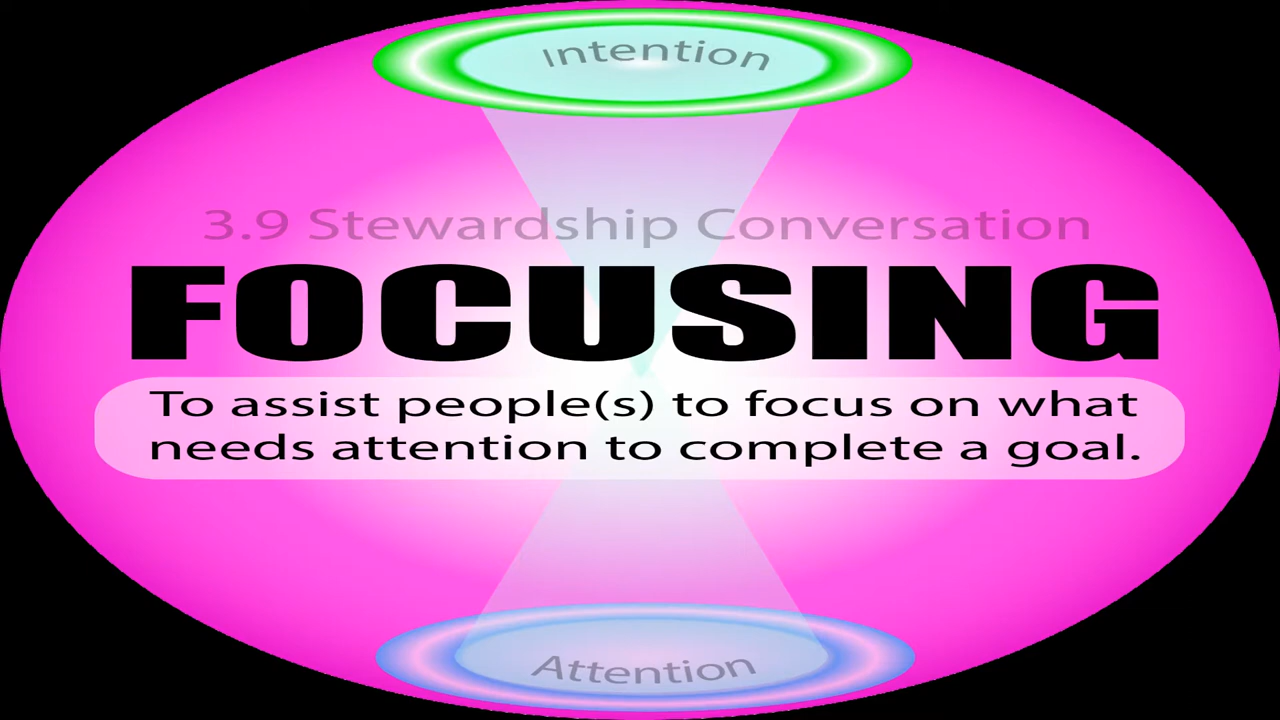 Intention
3.9 Stewardship Conversation
FOCUSING
To assist people(s) to focus on what
needs attention to complete a goal.
Attention